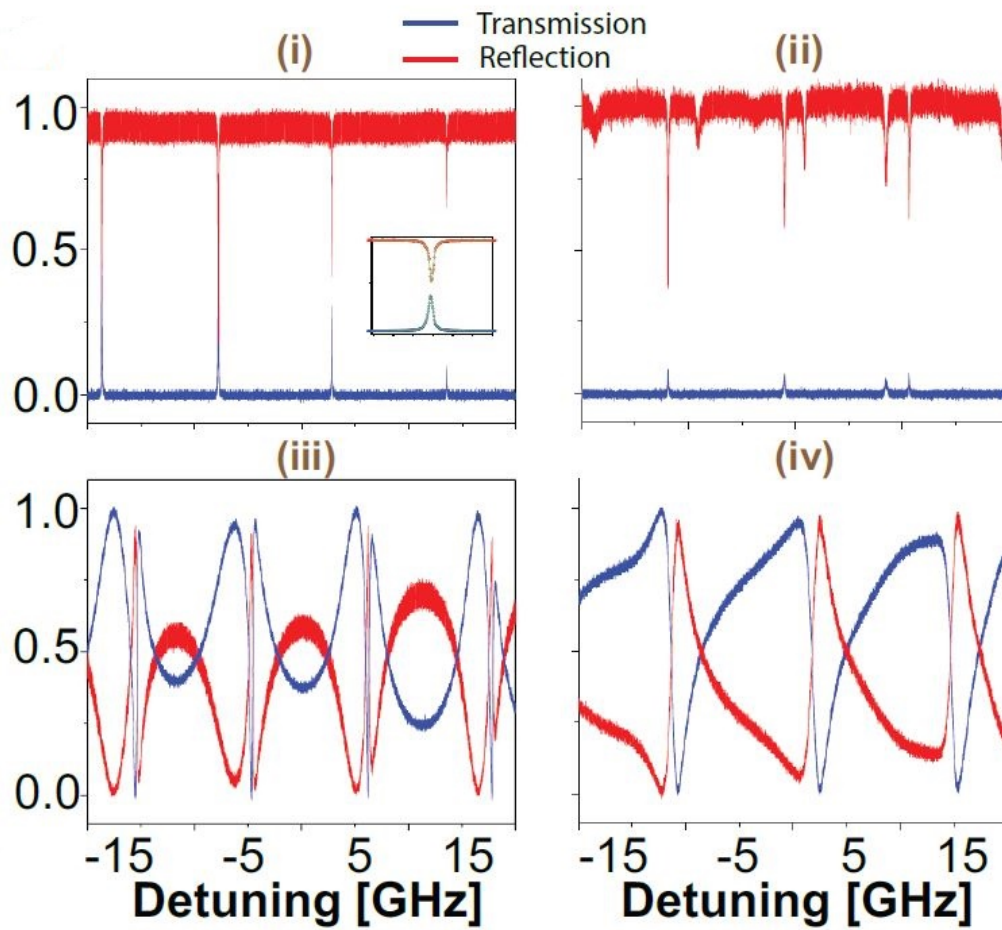 Transmission
Reflection
(i)
(ii)
1.0
0.5
0.0
(iii)
(iv)
1.0
0.5
0.0
-15 -5 5 15
-15 -5 5 15
Detuning [GHz]
Detuning [GHz]